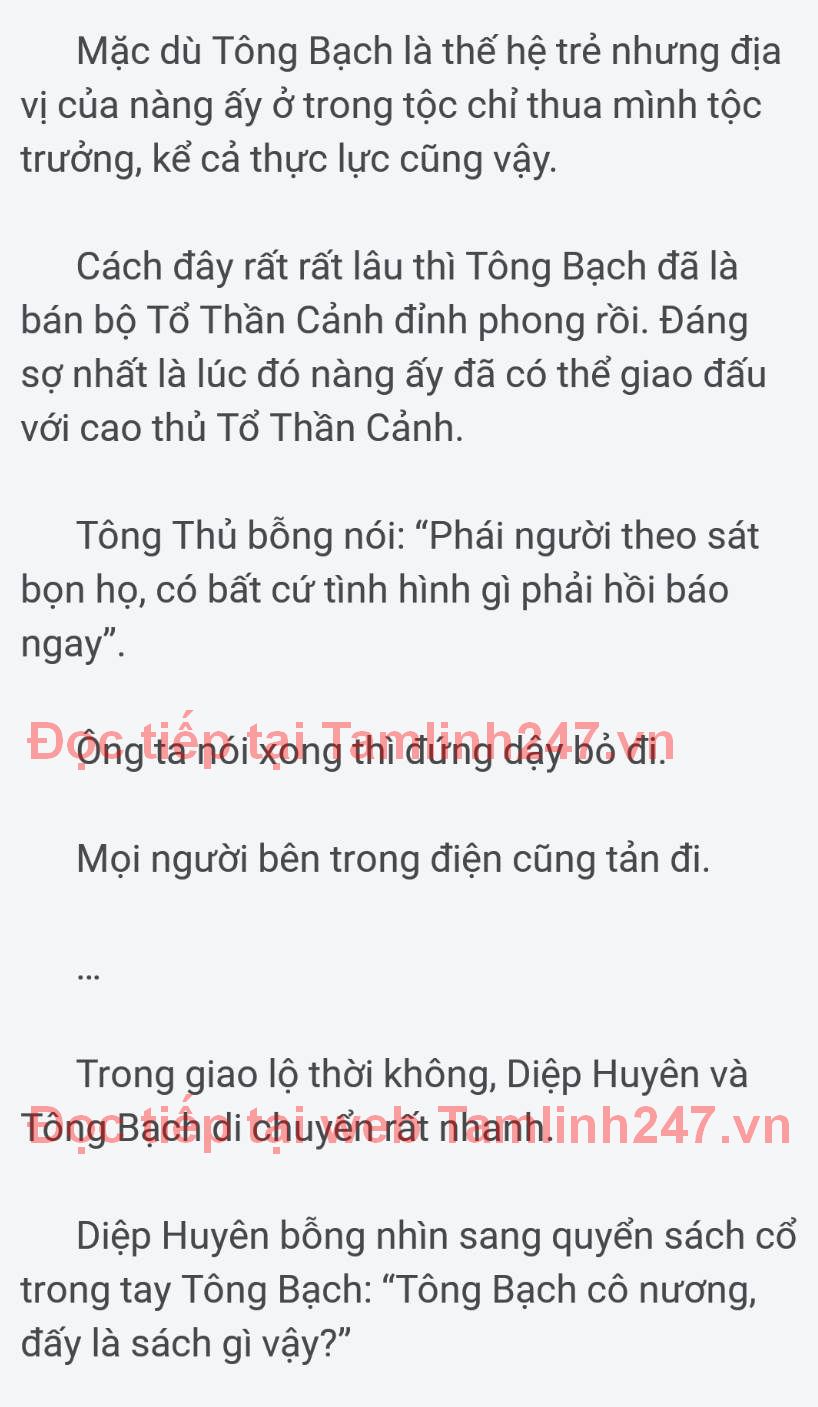 Mặc dù Tông Bạch là thế hệ trẻ nhưng địa
vị của nàng ấy ở trong tộc chỉ thua mình tộc
trưởng, kể cả thực lực cũng vậy.
Cách đây rất rất lâu thì Tông Bạch đã là
bán bộ Tổ Thần Cảnh đỉnh phong rồi. Đáng
sợ nhất là lúc đó nàng ấy đã có thể giao đấu
với cao thủ Tổ Thần Cảnh.
Tông Thủ bỗng nói: “Phái người theo sát
bọn họ, có bất cứ tình hình gì phải hồi báo
ngay”.
Đọc tiếp tại Tamlinh247.vn
Ông ta nói xong thì đứng dậy bỏ đi.
Mọi người bên trong điện cũng tản đi.
...
Trong giao lộ thời không, Diệp Huyên và
Đọc tiếp tại web Tamlinh247.vn
Tông Bạch di chuyển rất nhanh.
Diệp Huyên bỗng nhìn sang quyển sách cổ
trong tay Tông Bạch: “Tông Bạch cô nương,
đấy là sách gì vậy?”